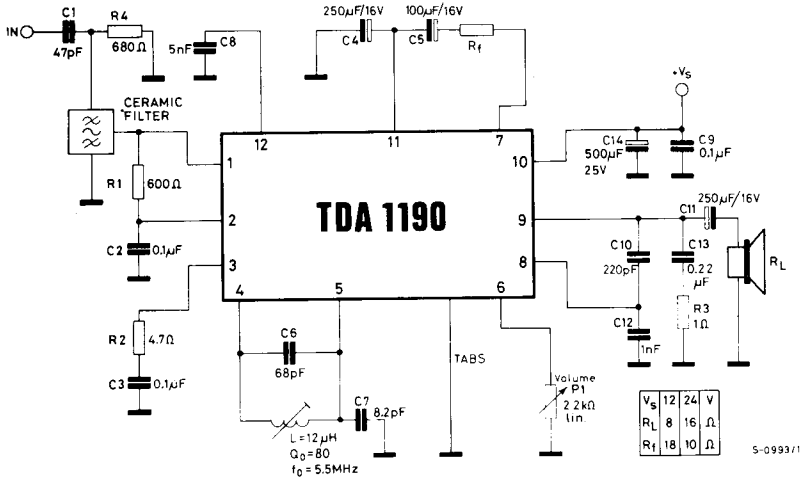 250µF/16V
100µF/16V
C1
R4
IN
47pF
680Ω
5nF
C8
C4
C5
Rf
+Vs
CERAMIC
FILTER
12
11
7
1
10
C14
500µF
25V
C9
0.1µF
R1
600Ω
TDA 1190
250µF/16V
C11
2
9
C2
0.1µF
C10
220pF
C13
0.22
µF
RL
3
8
R2
4.7Ω
4
5
6
R3
1Ω
C12
1nF
C6
68pF
TABS
C3
0.1µF
C7
8.2pF
Volume
P1
2.2kΩ
lin.
L=12µH
Q0=80
f0=5.5MHz
Vs 12 24 V
RL 8 16 Ω
Rf 18 10 Ω
S-0993/1